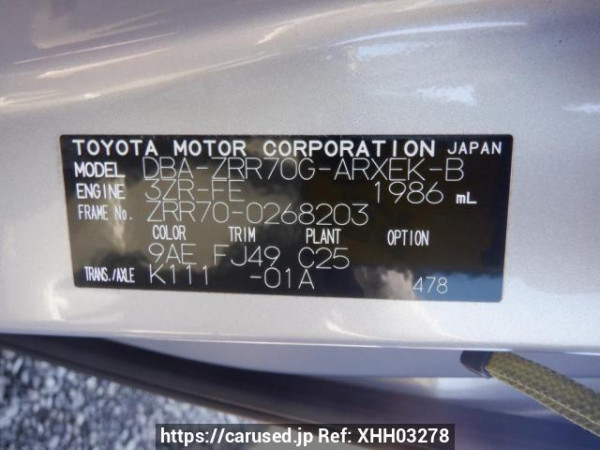 TOYOTA MOTOR CORPORATION JAPAN
MODEL DBA-ZRR70G-ARXEK-B
ENGINE 3ZR-FE 1986 mL
FRAME No. ZRR70-0268203
COLOR TRIM PLANT OPTION
9AE FJ49 C25
TRANS./AXLE K111 -01A 478
https://carused.jp Ref: XHH03278